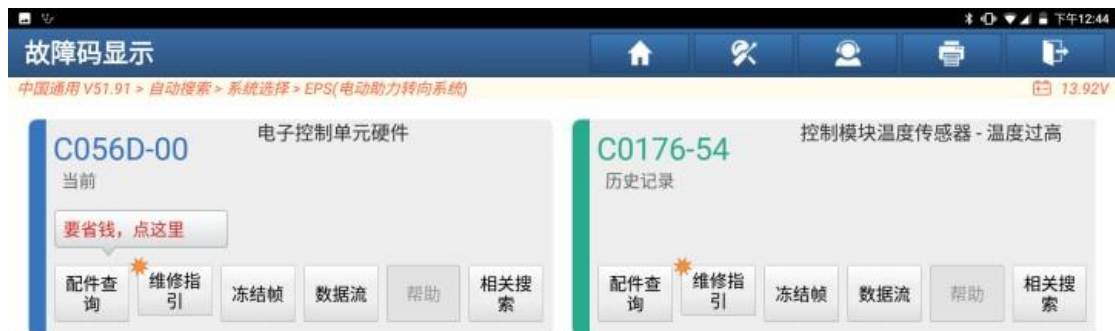 下午12:44
故障码显示
中国通用 V51.91 > 自动搜索 > 系统选择 > EPS(电动助力转向系统)
13.92V
C056D-00
电子控制单元硬件
当前
要省钱，点这里
配件查
询
维修指
引
冻结帧
数据流
帮助
相关搜
索
C0176-54
控制模块温度传感器 - 温度过高
历史记录
配件查
询
维修指
引
冻结帧
数据流
帮助
相关搜
索